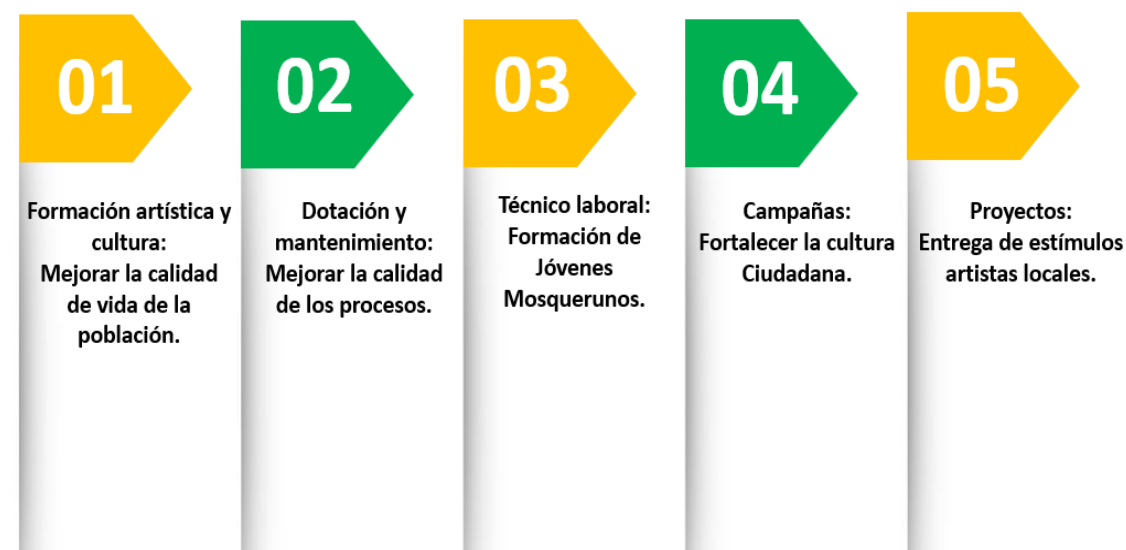 01
Formación artística y
cultura:
Mejorar la calidad
de vida de la
población.
02
Dotación y
mantenimiento:
Mejorar la calidad
de los procesos.
03
Técnico laboral:
Formación de
Jóvenes
Mosquerunos.
04
Campañas:
Fortalecer la cultura
Ciudadana.
05
Proyectos:
Entrega de estímulos
artistas locales.